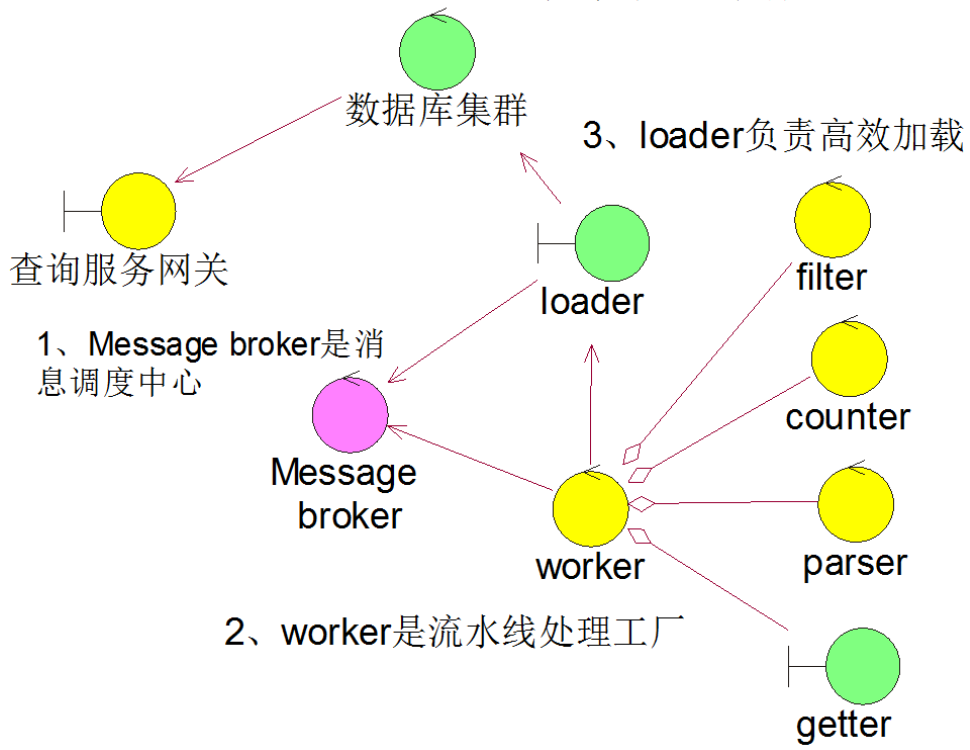 数据库集群
3、loader负责高效加载
查询服务网关
loader
filter
1、Message broker是消
息调度中心
counter
Message
broker
worker
parser
2、worker是流水线处理工厂
getter